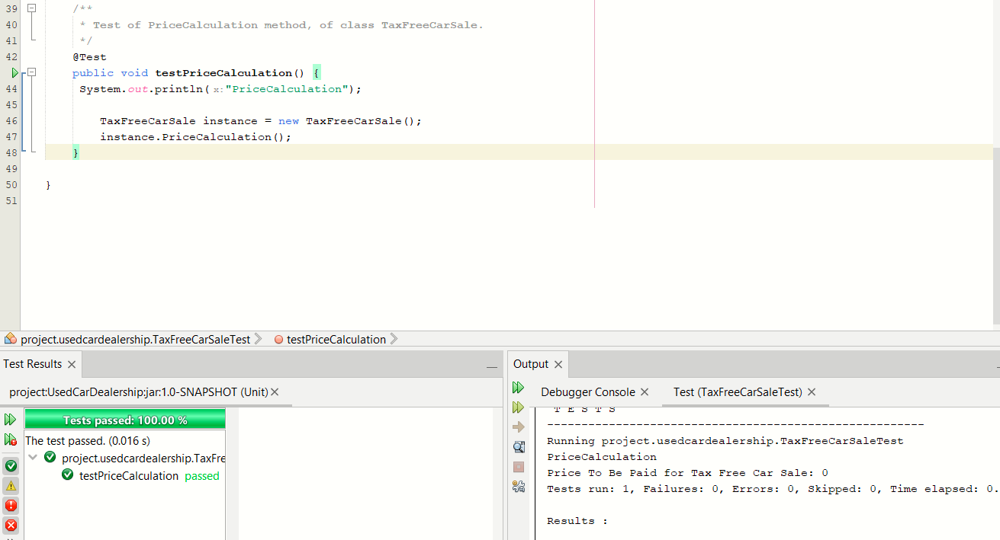 39 /**
40 * Test of PriceCalculation method, of class TaxFreeCarSale.
41 */
42 @Test
public void testPriceCalculation() {
44 System.out.println( x: "PriceCalculation");
45
46 TaxFreeCarSale instance = new TaxFreeCarSale();
47 instance.PriceCalculation();
48 }
49
50 }
51
project.usedcardealership.TaxFreeCarSaleTest testPriceCalculation
Test Results
project:UsedCarDealership:jar:1.0-SNAPSHOT (Unit)
Tests passed: 100.00 %
The test passed. (0.016 s)
project.usedcardealership.TaxFre
testPriceCalculation passed
Output
Debugger Console Test (TaxFreeCarSaleTest)
T E S T S
-------------------------------------------------------
Running project.usedcardealership.TaxFreeCarSaleTest
PriceCalculation
Price To Be Paid for Tax Free Car Sale: 0
Tests run: 1, Failures: 0, Errors: 0, Skipped: 0, Time elapsed: 0.
Results :